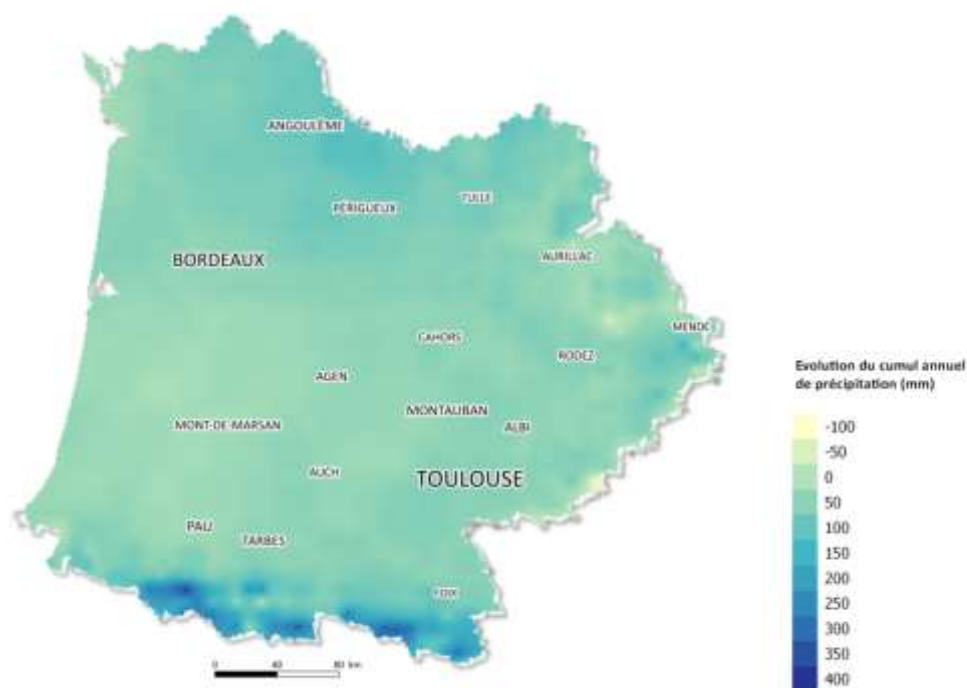 ANGOULÊME
TULLE
PÉRIGUEUX
BORDEAUX
AURILLAC
MENDE
CAHORS
RODEZ
AGEN
MONTAUBAN
MONT-DE-MARSAN
ALBI
AUCH
TOULOUSE
PAU
TARBES
FOIX
0 40 80 km
Evolution du cumul annuel
de précipitation (mm)
-100
-50
0
50
100
150
200
250
300
350
400